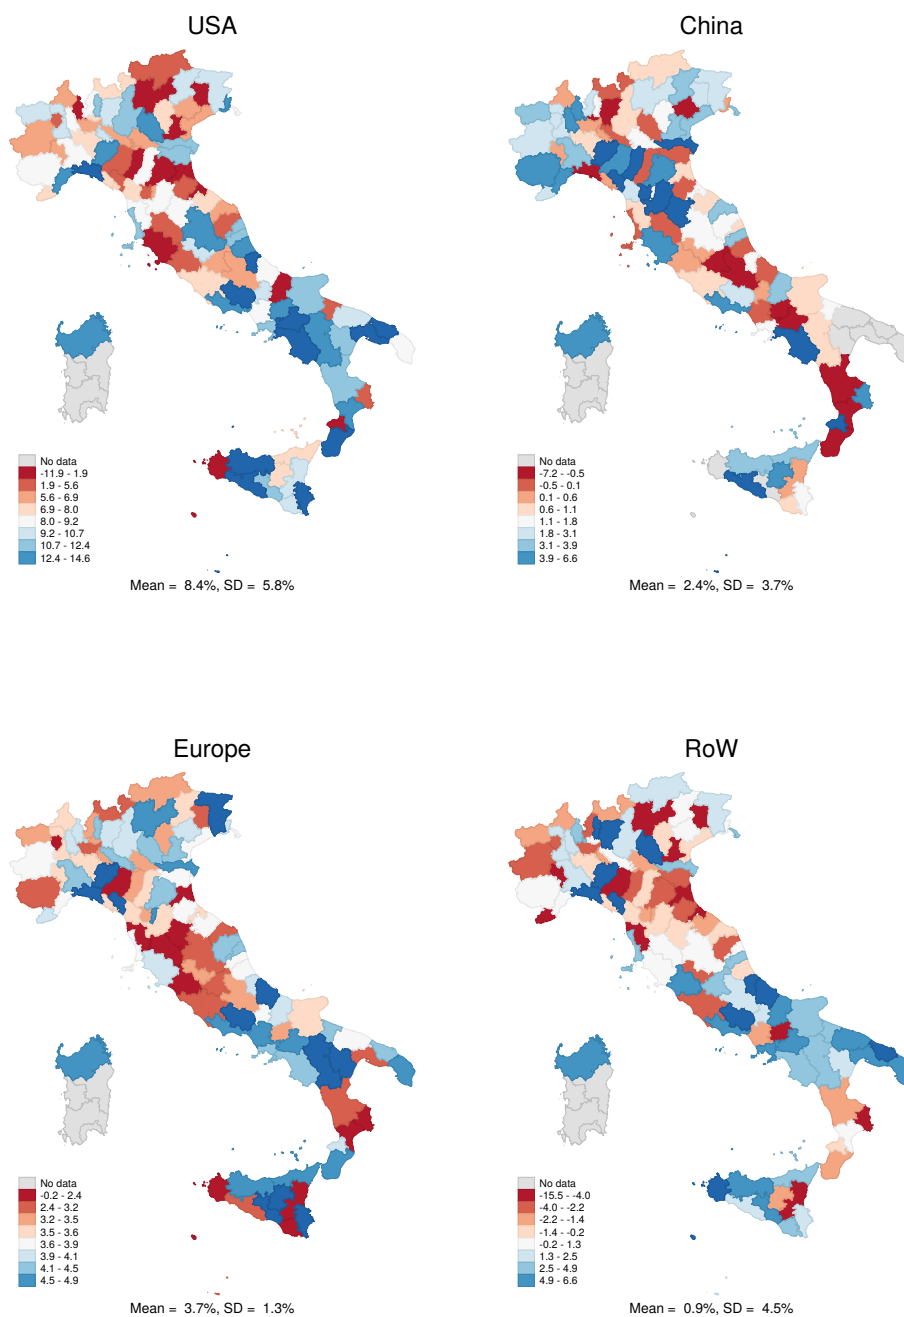 USA
No data
-11.9 - 1.9
1.9 - 5.6
5.6 - 6.9
6.9 - 8.0
8.0 - 9.2
9.2 - 10.7
10.7 - 12.4
12.4 - 14.6
Mean = 8.4%, SD = 5.8%
China
No data
-7.2 - -0.5
-0.5 - 0.1
0.1 - 0.6
0.6 - 1.1
1.1 - 1.8
1.8 - 3.1
3.1 - 3.9
3.9 - 6.6
Mean = 2.4%, SD = 3.7%
Europe
No data
-0.2 - 2.4
2.4 - 3.2
3.2 - 3.5
3.5 - 3.6
3.6 - 3.9
3.9 - 4.1
4.1 - 4.5
4.5 - 4.9
Mean = 3.7%, SD = 1.3%
RoW
No data
-15.5 - -4.0
-4.0 - -2.2
-2.2 - -1.4
-1.4 - -0.2
-0.2 - 1.3
1.3 - 2.5
2.5 - 4.9
4.9 - 6.6
Mean = 0.9%, SD = 4.5%